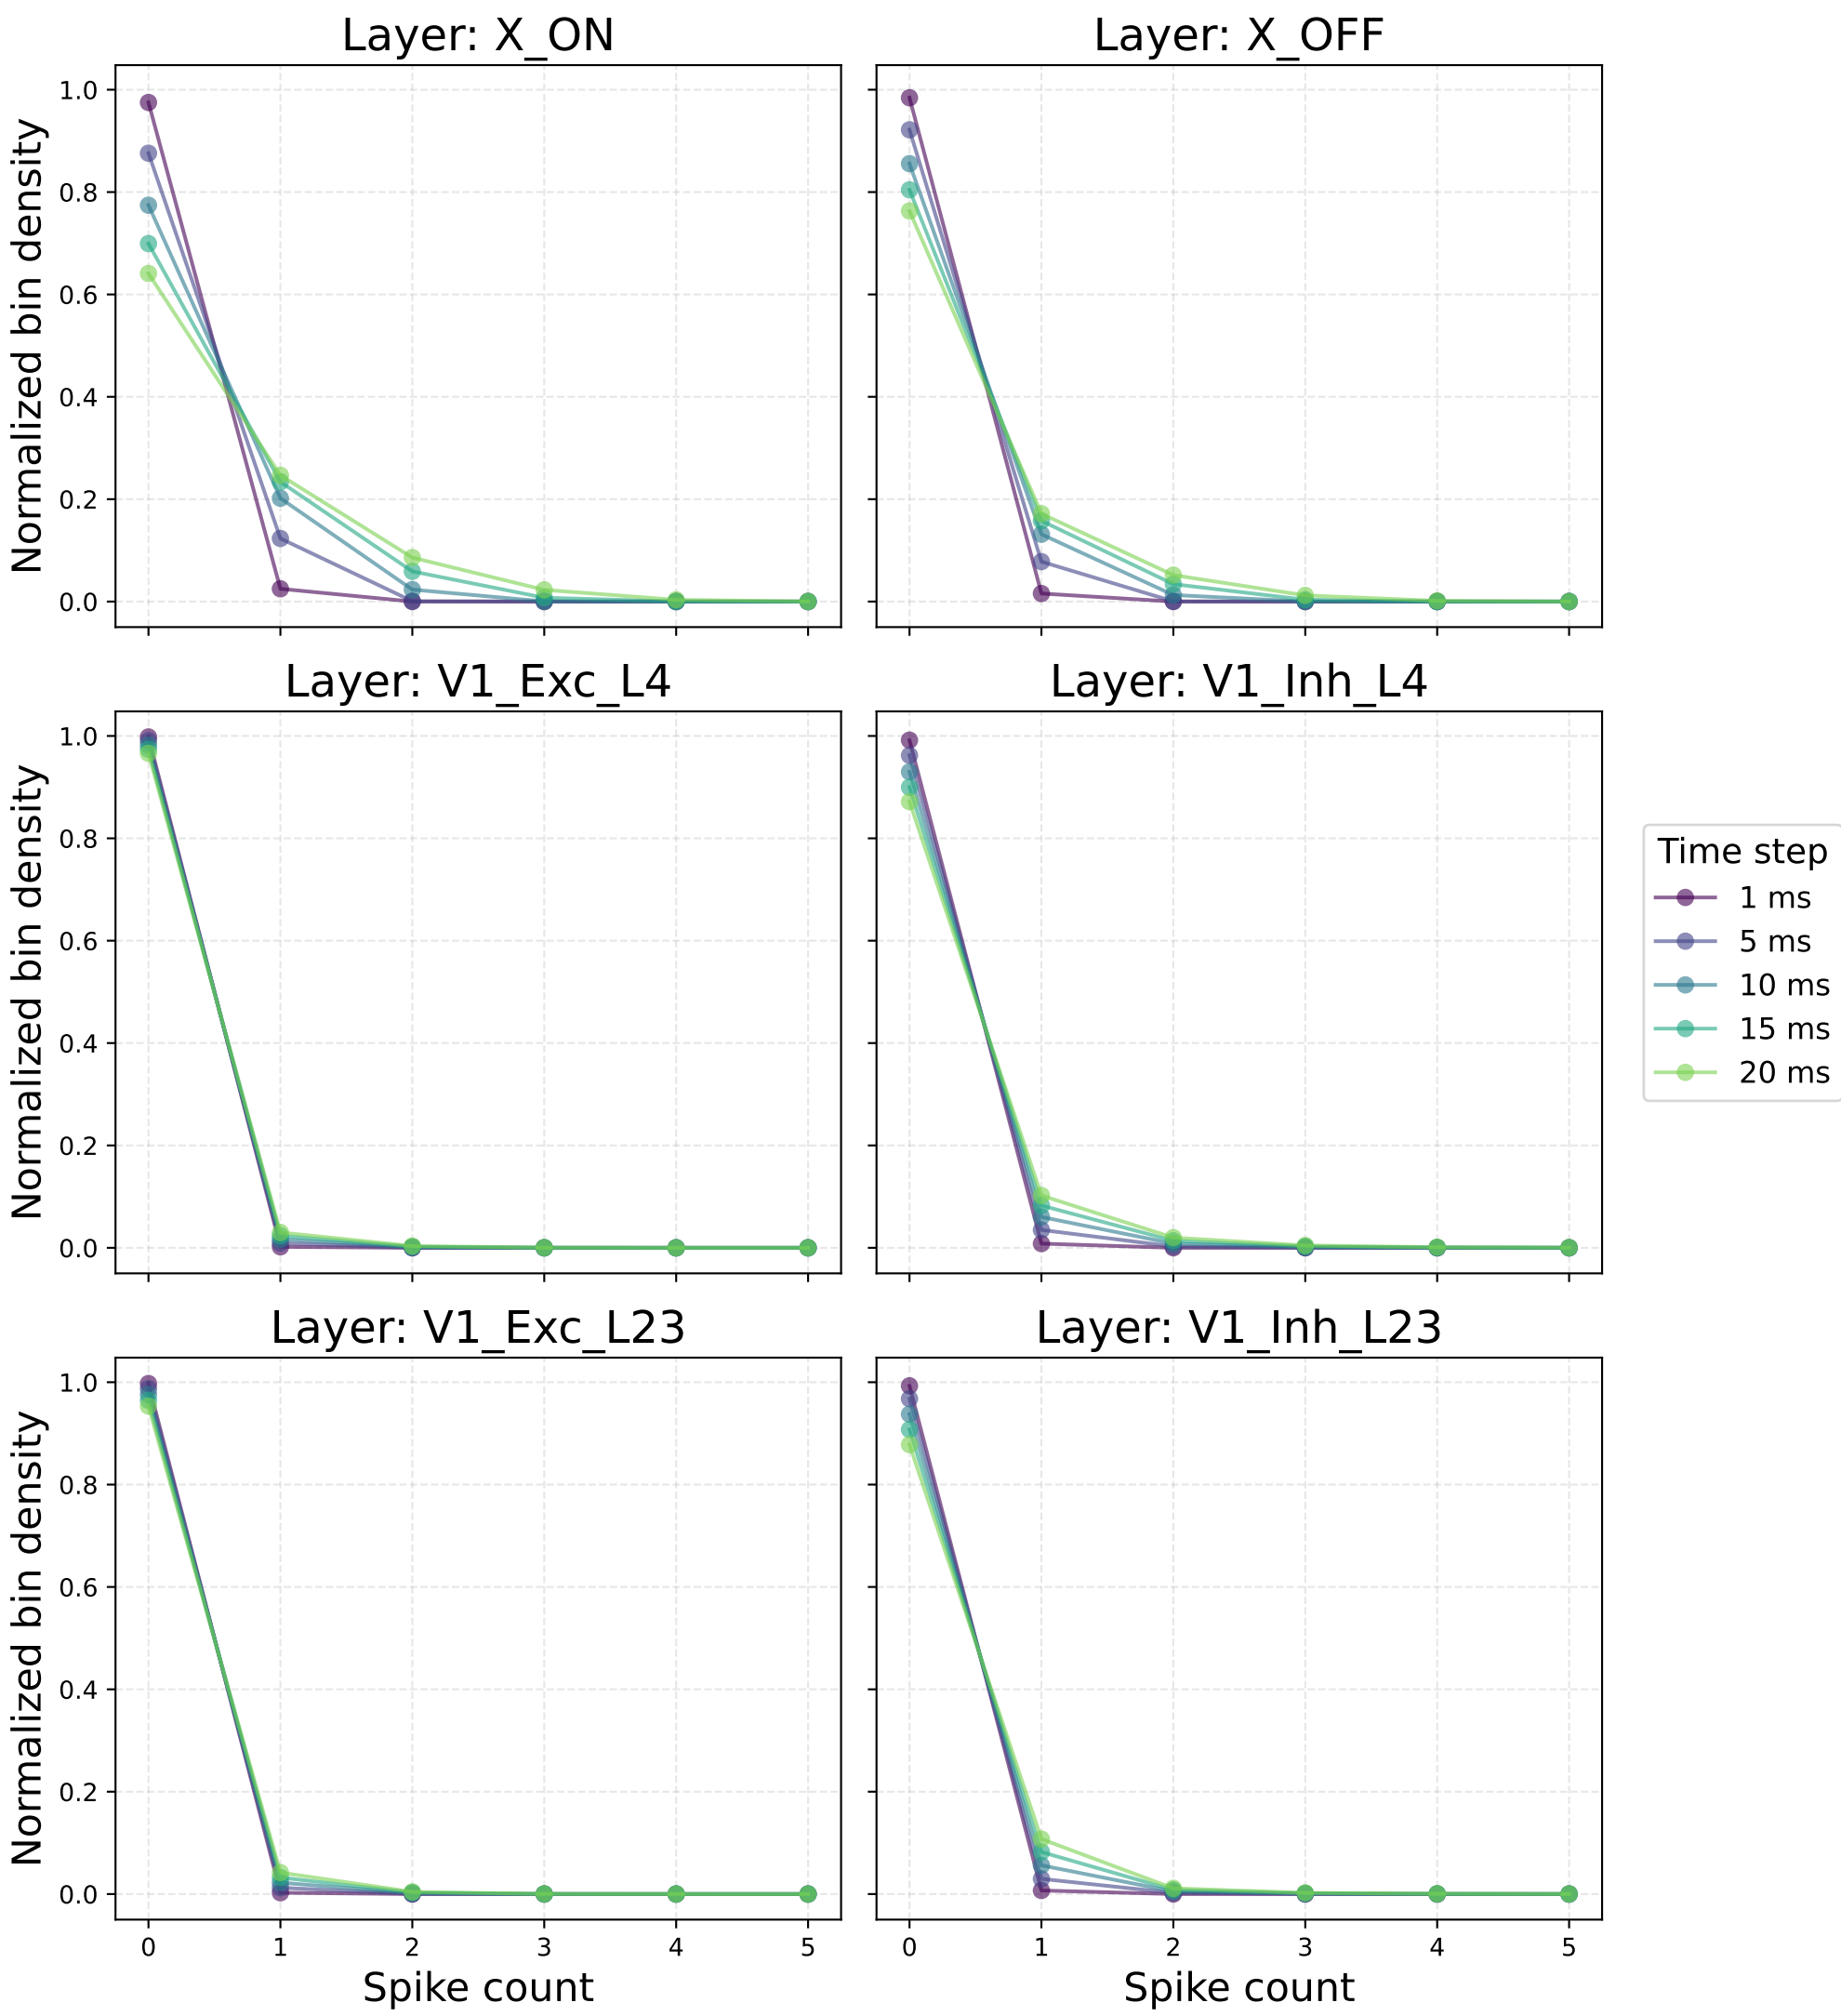 Layer: X_ON
Layer: X_OFF
Normalized bin density
1.0
0.8
0.6
0.4
0.2
0.0
Layer: V1_Exc_L4
Layer: V1_Inh_L4
Normalized bin density
1.0
0.8
0.6
0.4
0.2
0.0
Time step
1 ms
5 ms
10 ms
15 ms
20 ms
Layer: V1_Exc_L23
Layer: V1_Inh_L23
Normalized bin density
1.0
0.8
0.6
0.4
0.2
0.0
0 1 2 3 4 5
Spike count
0 1 2 3 4 5
Spike count